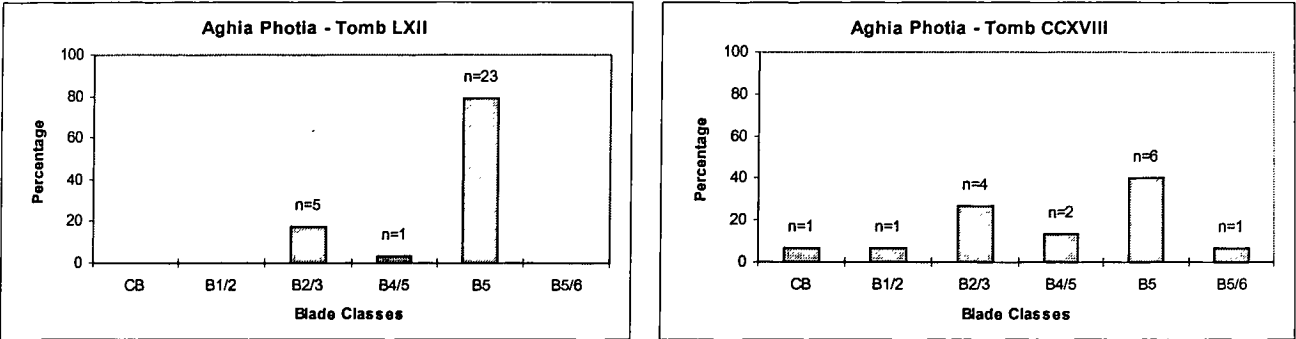 Aghia Photia - Tomb LXII
Percentage
100
80
60
40
20
0
n=5
n=1
n=23
CB B1/2 B2/3 B4/5 B5 B5/6
Blade Classes
Aghia Photia - Tomb CCXVIII
Percentage
100
80
60
40
20
0
n=1
n=1
n=4
n=2
n=6
n=1
CB B1/2 B2/3 B4/5 B5 B5/6
Blade Classes